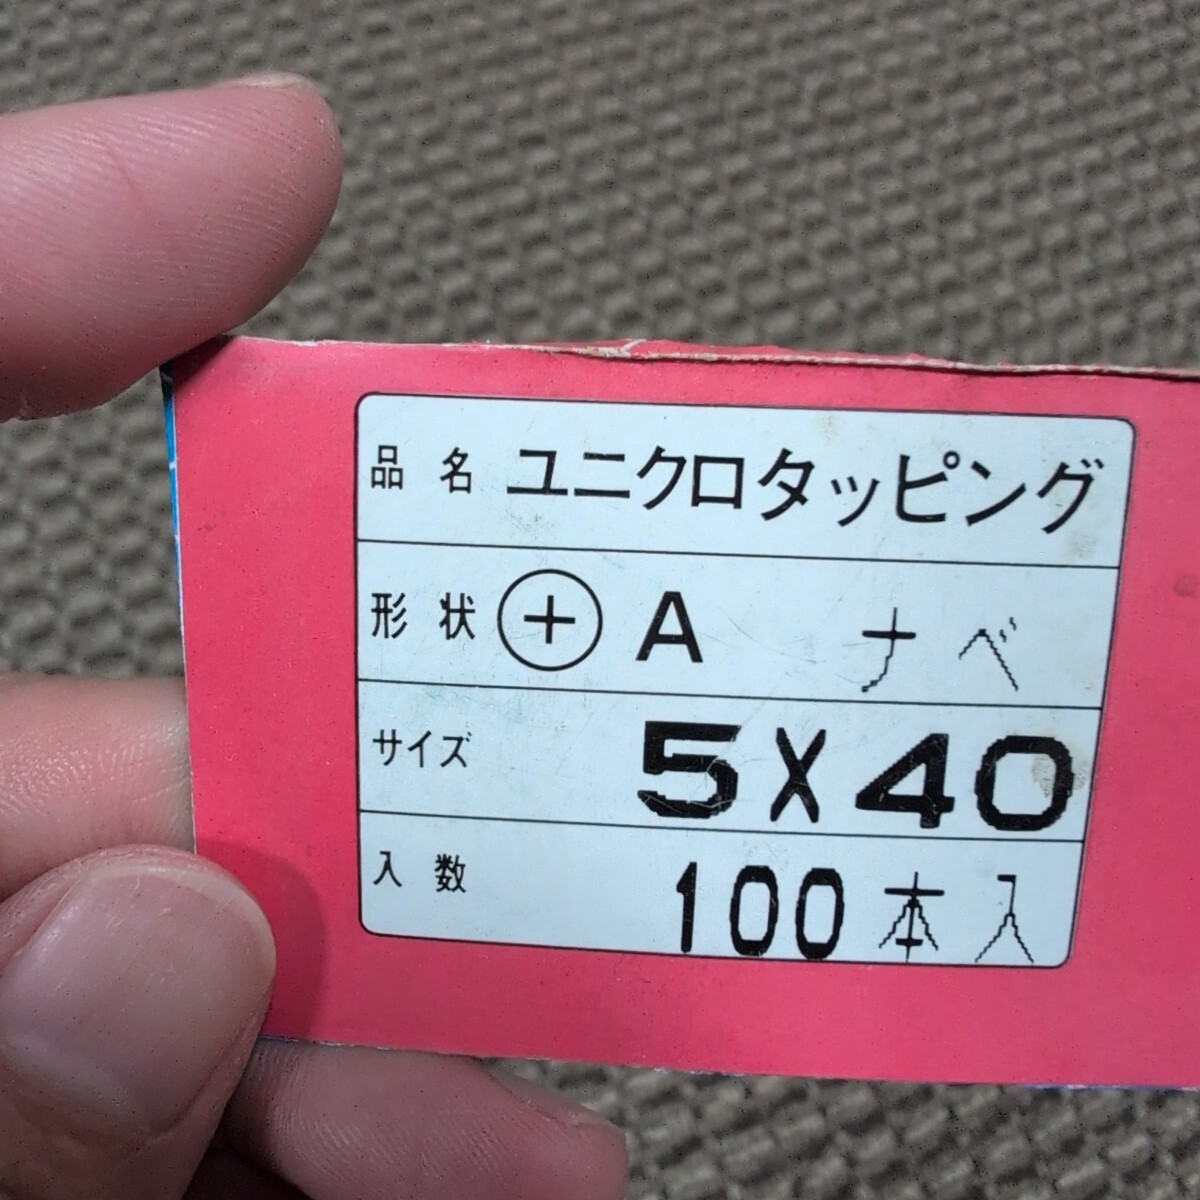 品名 ユニクロタッピング
形状 ⊕ A ナベ
サイズ 5X40
入数 100本入